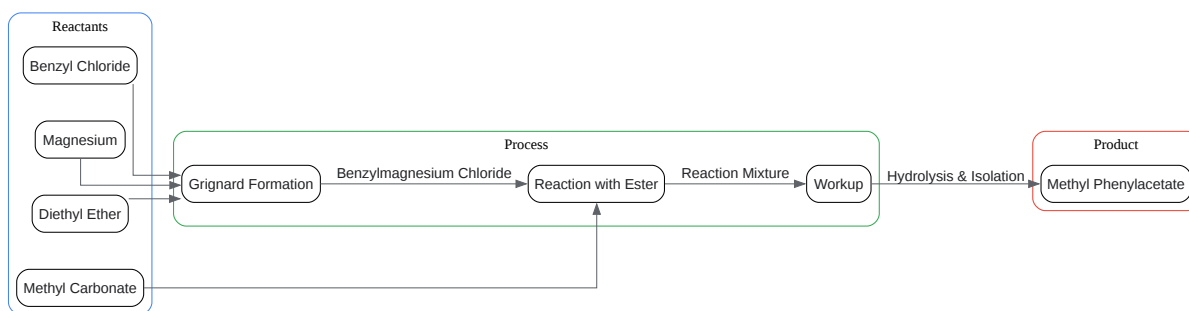 Reactants
Benzyl Chloride
Magnesium
Diethyl Ether
Methyl Carbonate
Process
Grignard Formation
Benzylmagnesium Chloride
Reaction with Ester
Reaction Mixture
Workup
Hydrolysis & Isolation
Product
Methyl Phenylacetate